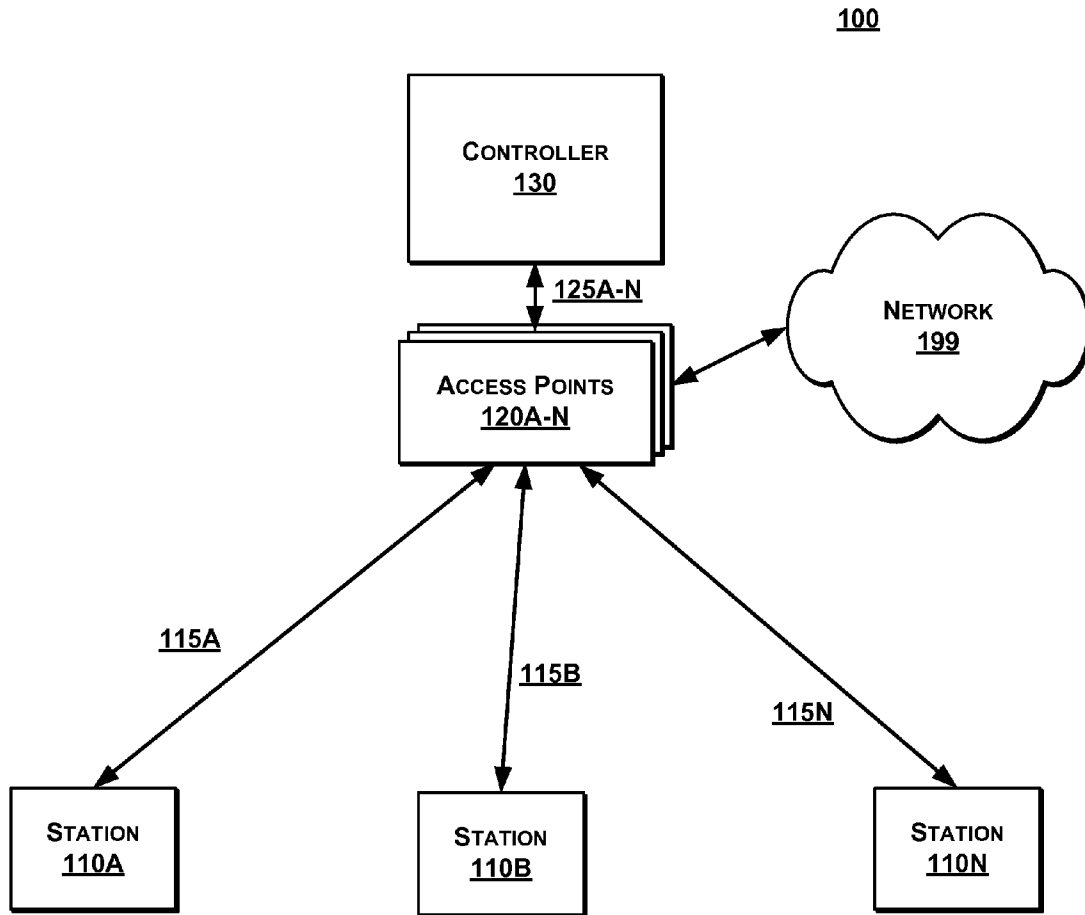 100
CONTROLLER
130
125A-N
NETWORK
199
ACCESS POINTS
120A-N
115A
115B
115N
STATION
110A
STATION
110B
STATION
110N